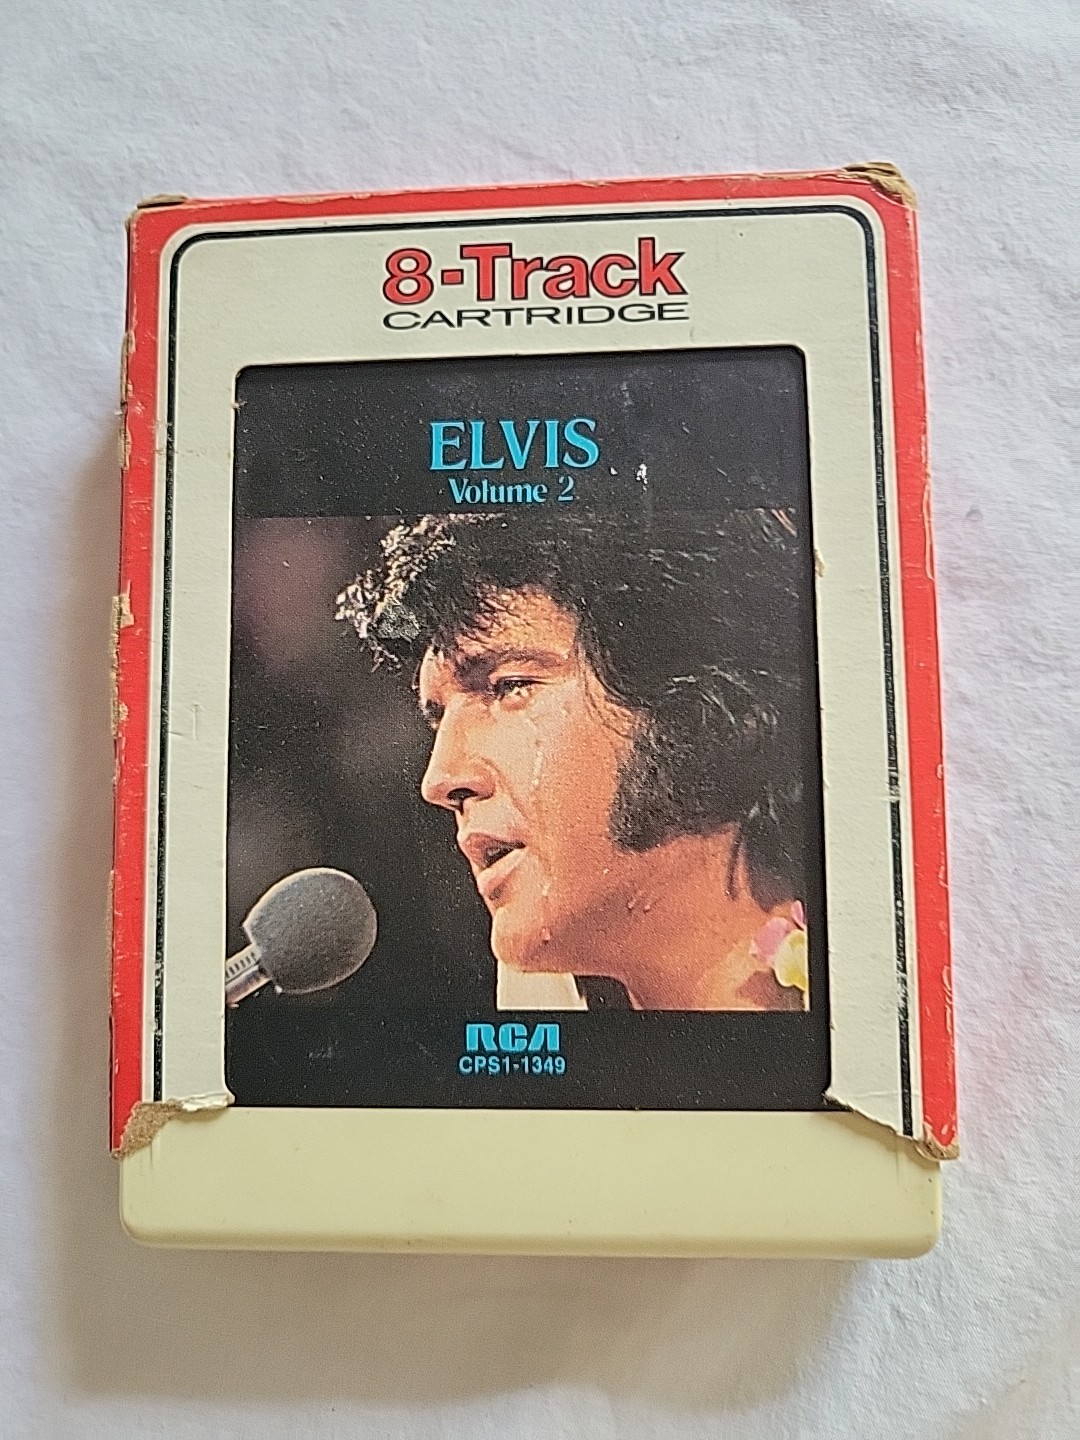 8-Track
CARTRIDGE
ELVIS
Volume 2
RCA
CPS1-1349